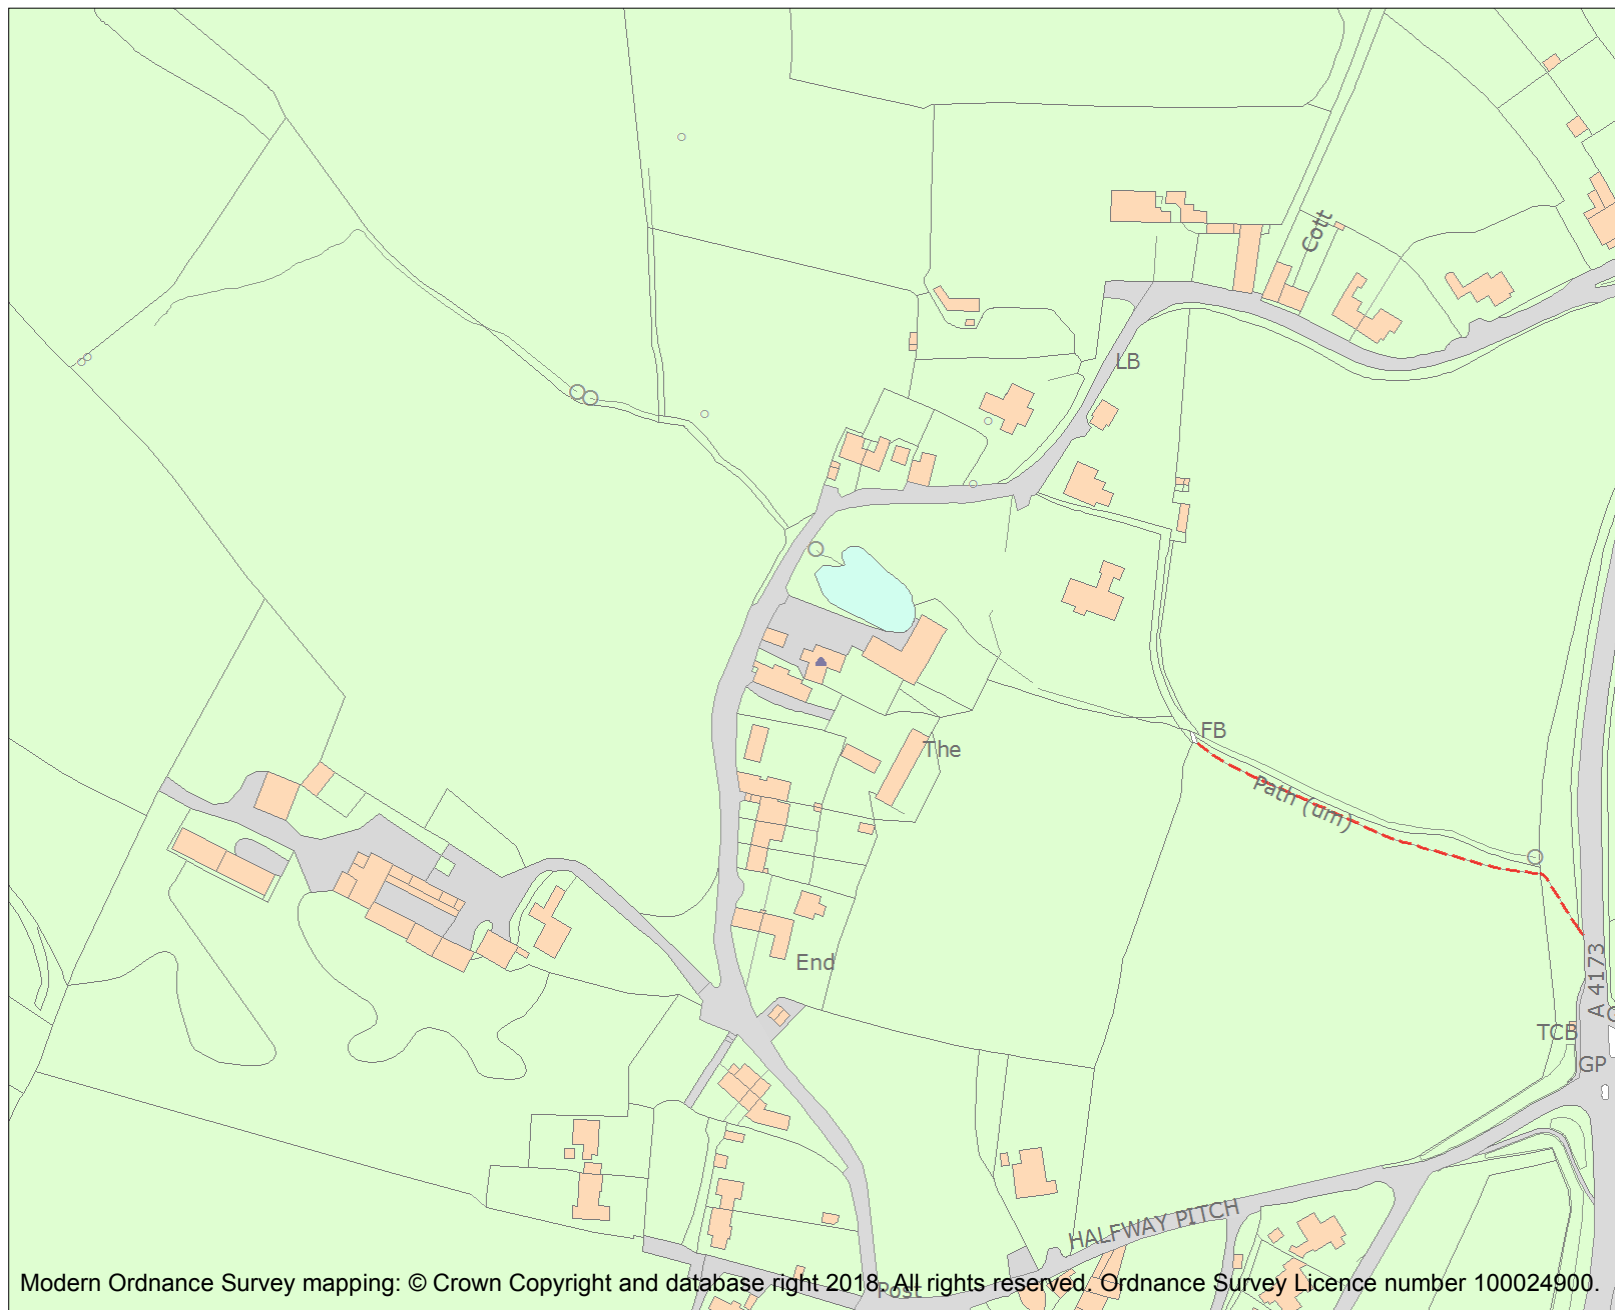 Cott
LB
FB
The
Path (um)
End
A 4173
TCB
GP
HALFWAY PITCH
Post
Modern Ordnance Survey mapping: © Crown Copyright and database right 2018. All rights reserved. Ordnance Survey Licence number 100024900.